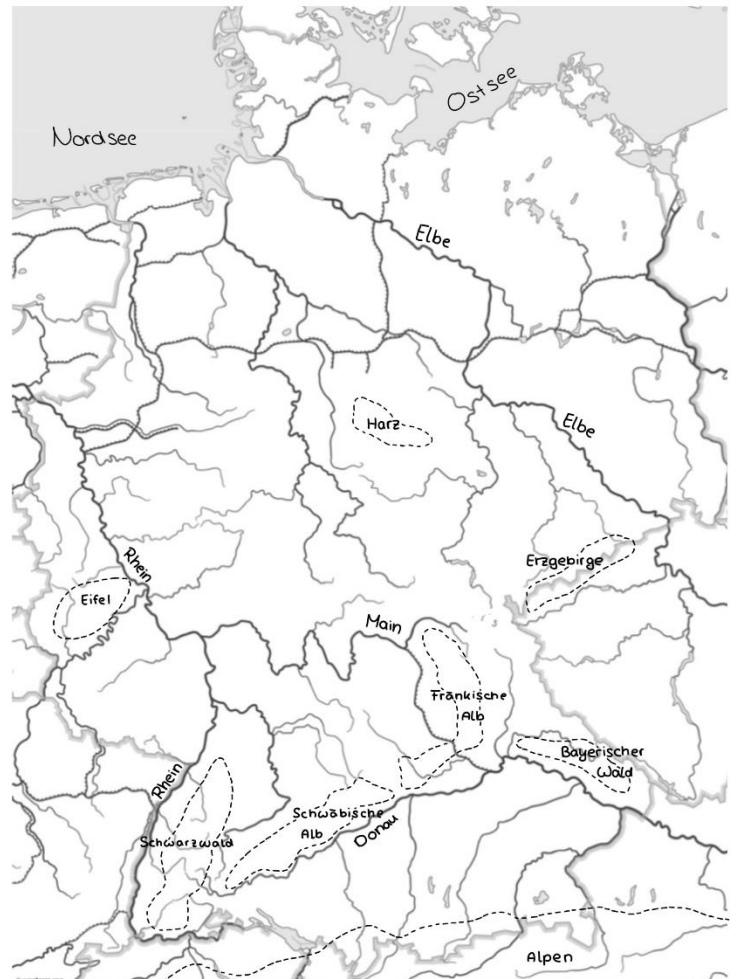 Ostsee
Nordsee
Elbe
Harz
Elbe
Rhein
Erzgebirge
Eifel
Main
Fränkische
Alb
Bayerischer
Wald
Rhein
Schwäbische
Alb
Donau
Schwarzwald
Alpen